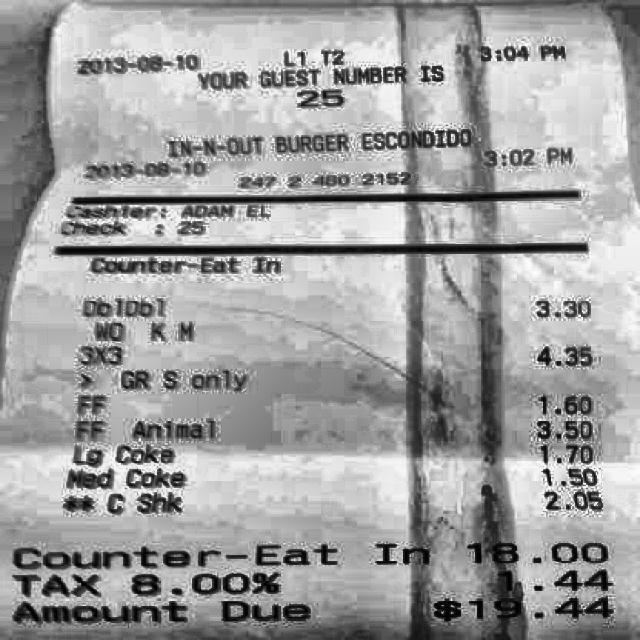 2013-08-10 L1 T2 3:04 PM
YOUR GUEST NUMBER IS
25
IN-N-OUT BURGER ESCONDIDO
2013-08-10 3:02 PM
247 2 400 2152
Cashier: ADAM EL
Check : 25
Counter-Eat In
DblDbl 3.30
WO K M
3X3 4.35
> GR S only
FF 1.60
FF Animal 3.50
Lg Coke 1.70
Med Coke 1.50
** C Shk 2.05
Counter-Eat In 18.00
TAX 8.00% 1.44
Amount Due $19.44